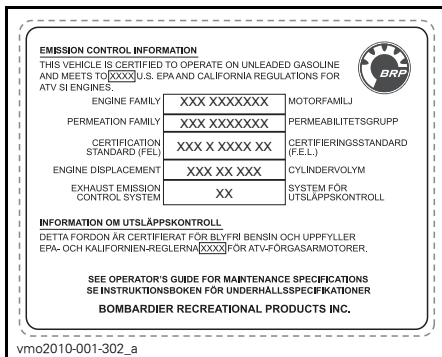 EMISSION CONTROL INFORMATION
THIS VEHICLE IS CERTIFIED TO OPERATE ON UNLEADED GASOLINE
AND MEETS TO XXXX U.S. EPA AND CALIFORNIA REGULATIONS FOR
ATV SI ENGINES.
BRP
ENGINE FAMILY XXX XXXXXXX MOTORFAMILJ
PERMEATION FAMILY XXX XXXXXXX PERMEABILITETSGRUPP
CERTIFICATION STANDARD (FEL) XXX X XXXX XX CERTIFIERINGSSTANDARD (F.E.L.)
ENGINE DISPLACEMENT XXX XX XXX CYLINDERVOLYM
EXHAUST EMISSION CONTROL SYSTEM XX SYSTEM FÖR UTSLÄPPSKONTROLL
INFORMATION OM UTSLÄPPSKONTROLL
DETTA FORDON ÄR CERTIFIERAT FÖR BLYFRI BENSIN OCH UPPFYLLER
EPA- OCH KALIFORNIEN-REGLERNA XXXX FÖR ATV-FÖRGASARMOTORER.
SEE OPERATOR'S GUIDE FOR MAINTENANCE SPECIFICATIONS
SE INSTRUKTIONSBOKEN FÖR UNDERHÅLLSSPECIFIKATIONER
BOMBARDIER RECREATIONAL PRODUCTS INC.
vmo2010-001-302_a